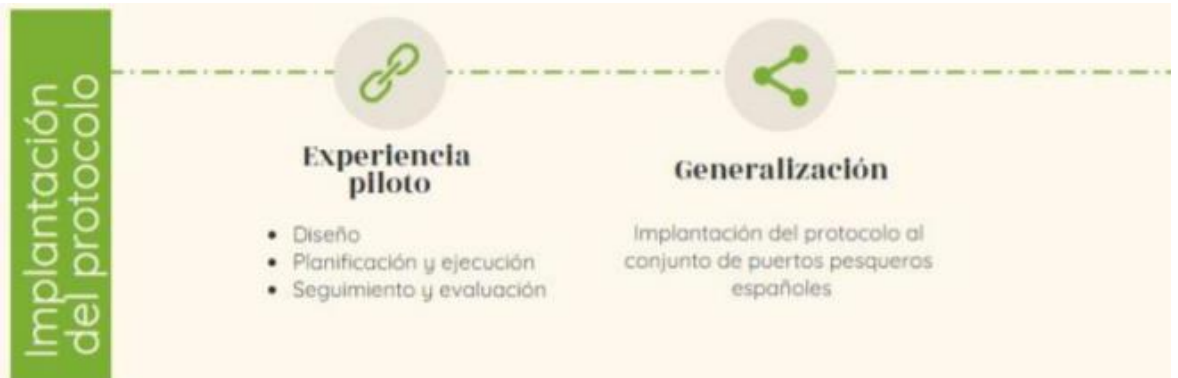 Implantación
del protocolo
Experiencia
piloto
• Diseño
• Planificación y ejecución
• Seguimiento y evaluación
Generalización
Implantación del protocolo al
conjunto de puertos pesqueros
españoles